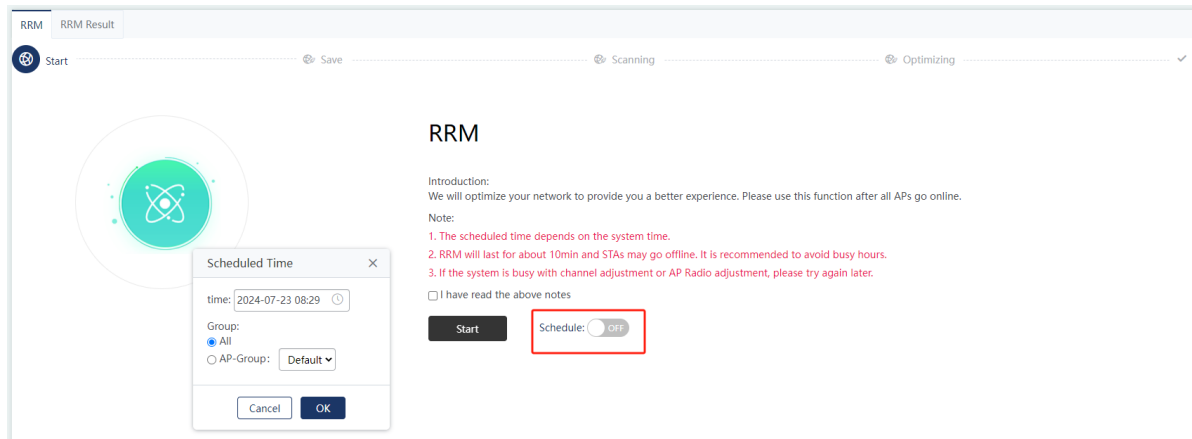 RRM RRM Result
Start Save Scanning Optimizing
RRM
Introduction:
We will optimize your network to provide you a better experience. Please use this function after all APs go online.
Note:
1. The scheduled time depends on the system time.
2. RRM will last for about 10min and STAs may go offline. It is recommended to avoid busy hours.
3. If the system is busy with channel adjustment or AP Radio adjustment, please try again later.
I have read the above notes
Start Schedule: OFF
Scheduled Time
time: 2024-07-23 08:29
Group:
All
AP-Group: Default
Cancel OK